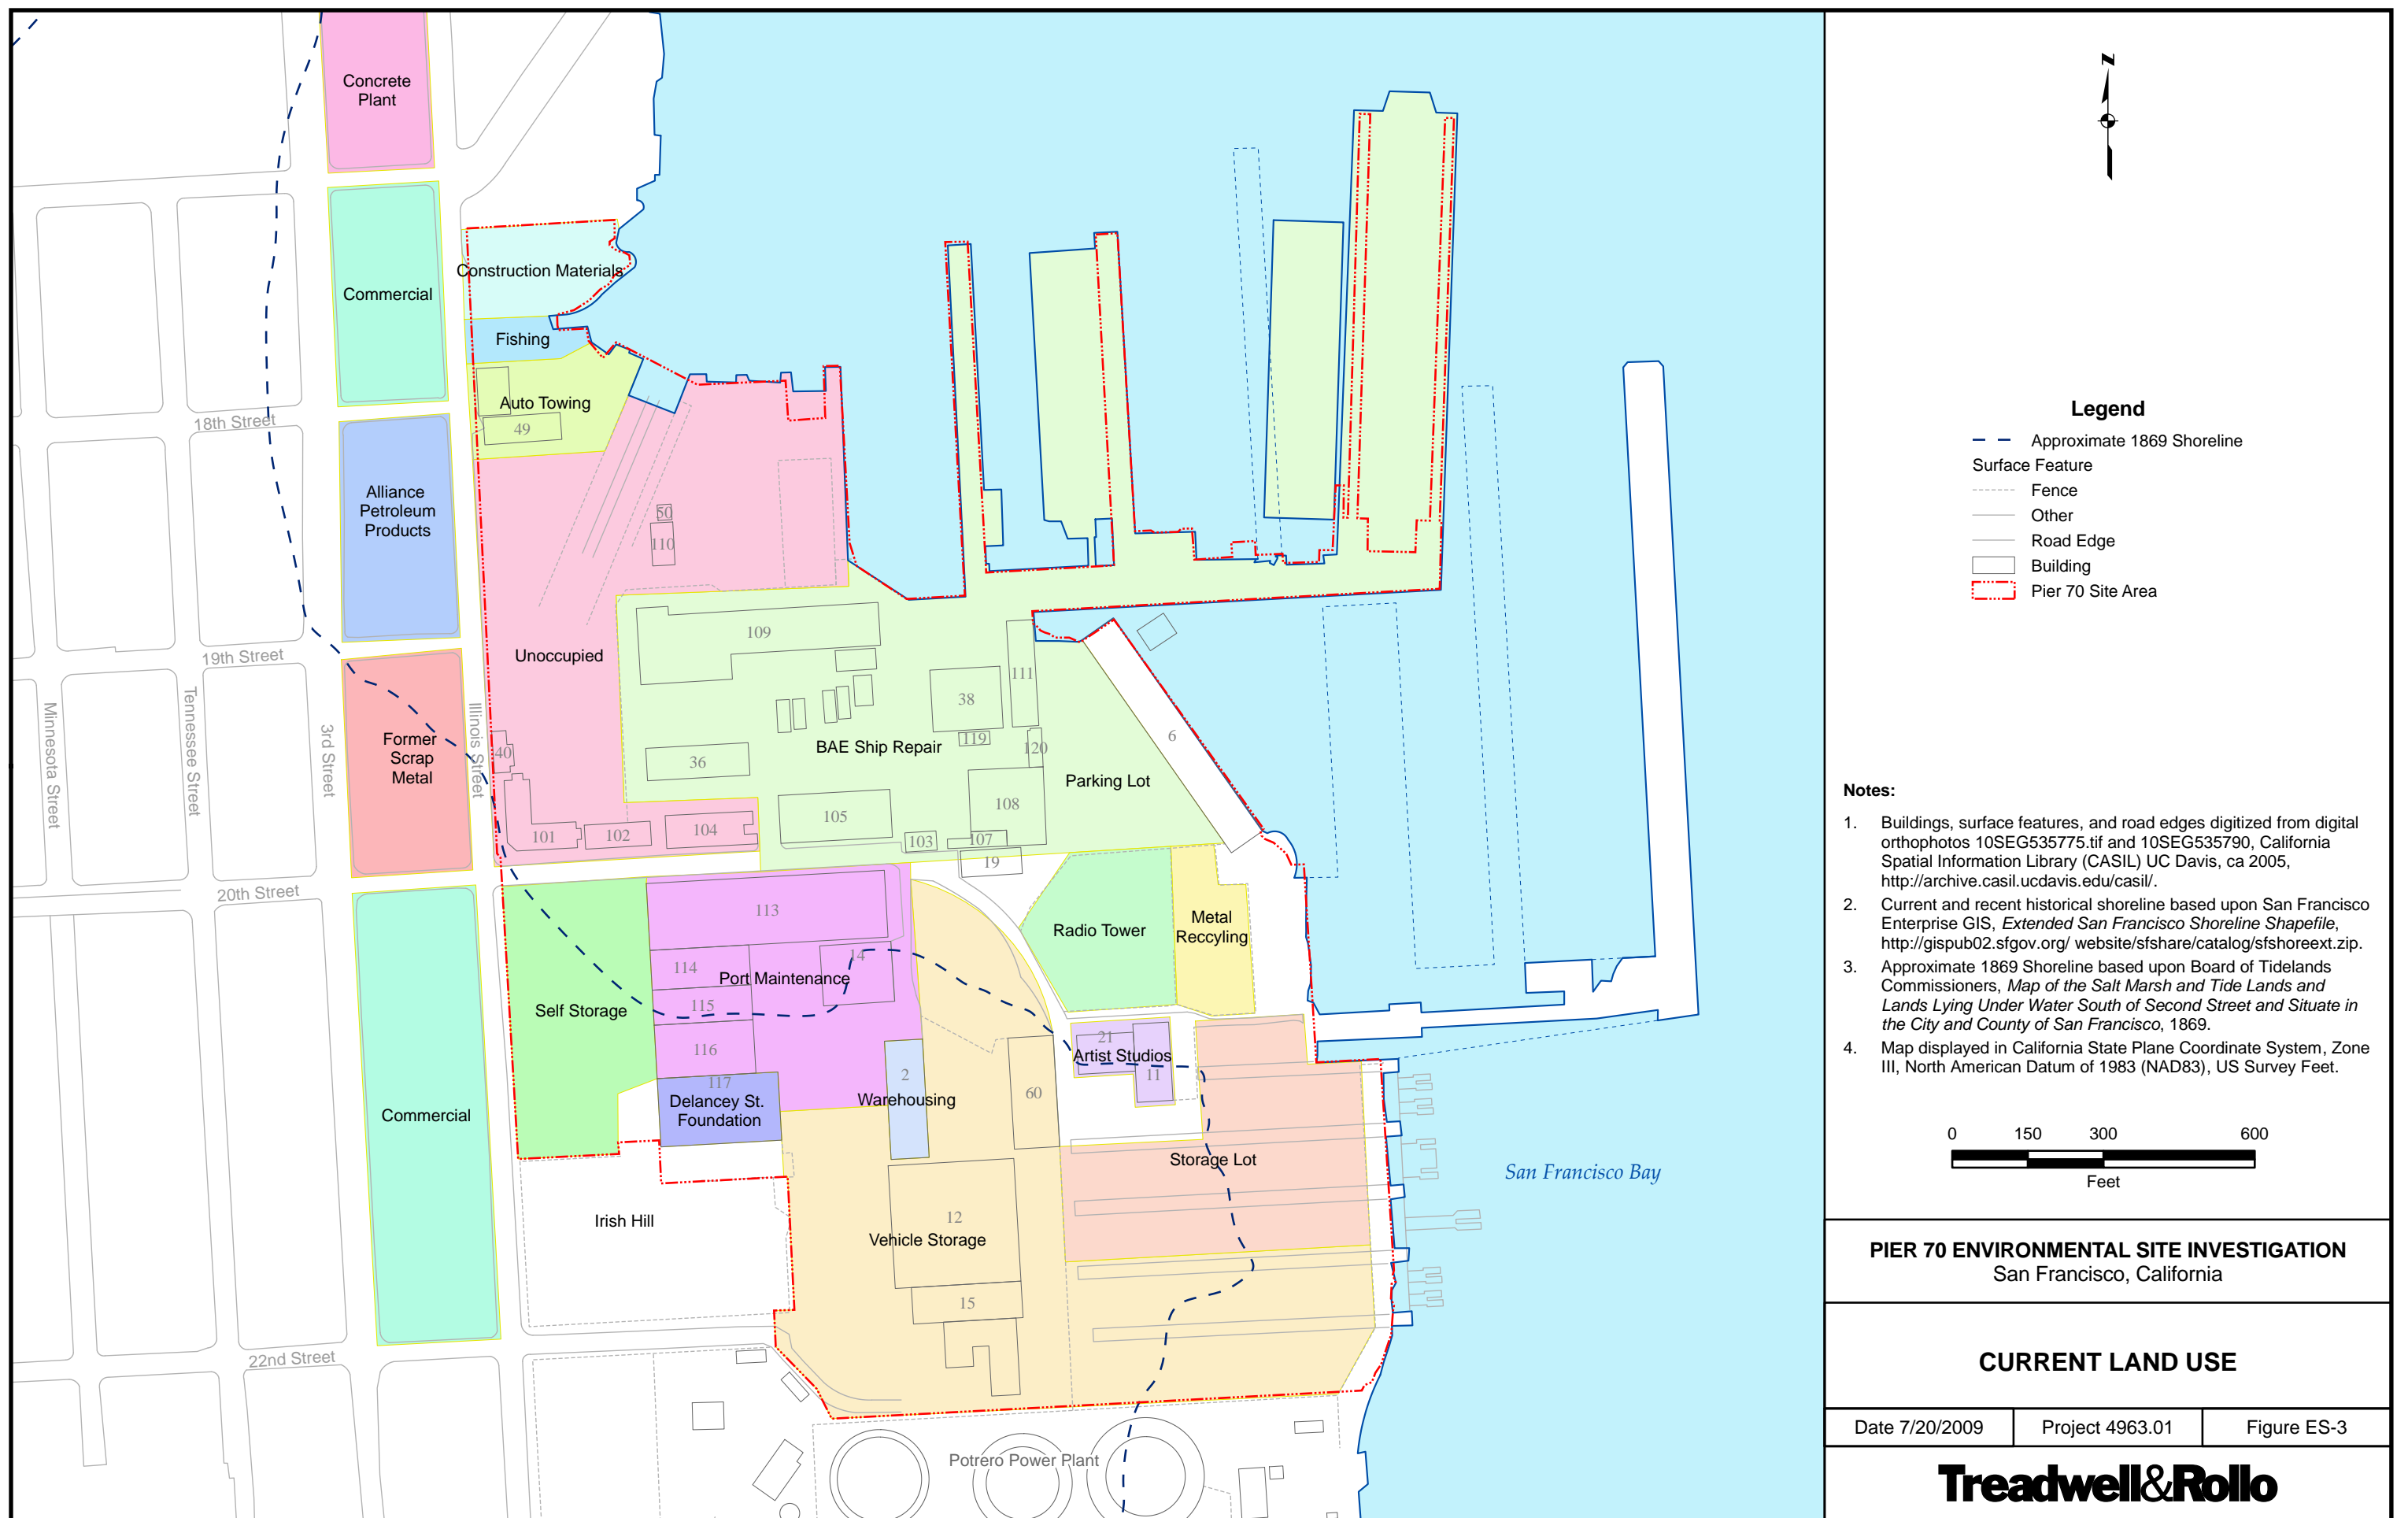 Concrete
Plant
Commercial
Construction Materials
Fishing
Auto Towing
49
18th Street
Alliance
Petroleum
Products
50
110
109
Unoccupied
19th Street
111
38
Minnesota Street
Tennessee Street
3rd Street
Illinois Street
Former
Scrap
Metal
40
36
BAE Ship Repair
119
120
6
Parking Lot
101
102
104
105
108
103
107
19
20th Street
113
Radio Tower
Metal
Reccyling
114
14
Port Maintenance
115
Self Storage
116
21
Artist Studios
11
117
2
60
Delancey St.
Foundation
Warehousing
Commercial
Storage Lot
San Francisco Bay
Irish Hill
12
Vehicle Storage
15
22nd Street
Potrero Power Plant
N
Legend
Approximate 1869 Shoreline
Surface Feature
Fence
Other
Road Edge
Building
Pier 70 Site Area
Notes:
1. Buildings, surface features, and road edges digitized from digital
orthophotos 10SEG535775.tif and 10SEG535790, California
Spatial Information Library (CASIL) UC Davis, ca 2005,
http://archive.casil.ucdavis.edu/casil/.
2. Current and recent historical shoreline based upon San Francisco
Enterprise GIS, Extended San Francisco Shoreline Shapefile,
http://gispub02.sfgov.org/ website/sfshare/catalog/sfshoreext.zip.
3. Approximate 1869 Shoreline based upon Board of Tidelands
Commissioners, Map of the Salt Marsh and Tide Lands and
Lands Lying Under Water South of Second Street and Situate in
the City and County of San Francisco, 1869.
4. Map displayed in California State Plane Coordinate System, Zone
III, North American Datum of 1983 (NAD83), US Survey Feet.
0 150 300 600
Feet
PIER 70 ENVIRONMENTAL SITE INVESTIGATION
San Francisco, California
CURRENT LAND USE
Date 7/20/2009 Project 4963.01 Figure ES-3
Treadwell&Rollo